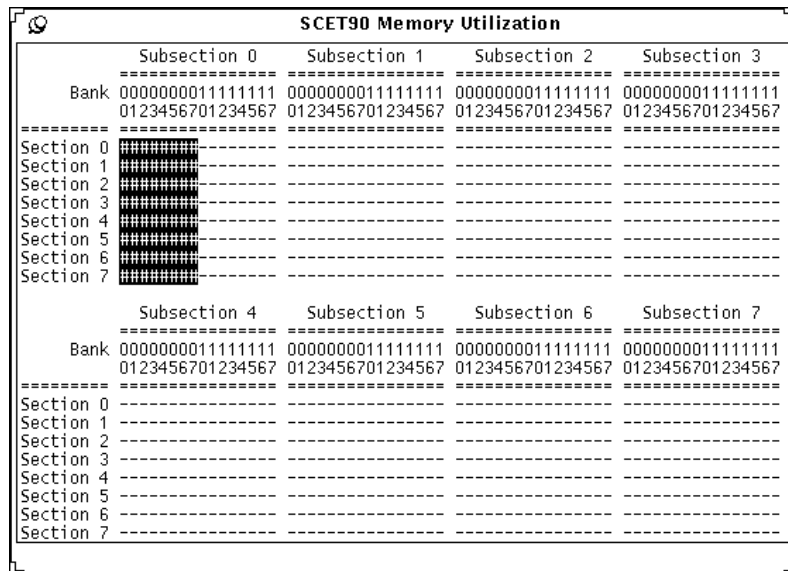 SCET90 Memory Utilization
Subsection 0 Subsection 1 Subsection 2 Subsection 3
================ ================ ================ ================
Bank 0000000011111111 0000000011111111 0000000011111111 0000000011111111
0123456701234567 0123456701234567 0123456701234567 0123456701234567
========= ================ ================ ================ ================
Section 0 ########-------- ---------------- ---------------- ----------------
Section 1 ########-------- ---------------- ---------------- ----------------
Section 2 ########-------- ---------------- ---------------- ----------------
Section 3 ########-------- ---------------- ---------------- ----------------
Section 4 ########-------- ---------------- ---------------- ----------------
Section 5 ########-------- ---------------- ---------------- ----------------
Section 6 ########-------- ---------------- ---------------- ----------------
Section 7 ########-------- ---------------- ---------------- ----------------
Subsection 4 Subsection 5 Subsection 6 Subsection 7
================ ================ ================ ================
Bank 0000000011111111 0000000011111111 0000000011111111 0000000011111111
0123456701234567 0123456701234567 0123456701234567 0123456701234567
========= ================ ================ ================ ================
Section 0 ---------------- ---------------- ---------------- ----------------
Section 1 ---------------- ---------------- ---------------- ----------------
Section 2 ---------------- ---------------- ---------------- ----------------
Section 3 ---------------- ---------------- ---------------- ----------------
Section 4 ---------------- ---------------- ---------------- ----------------
Section 5 ---------------- ---------------- ---------------- ----------------
Section 6 ---------------- ---------------- ---------------- ----------------
Section 7 ---------------- ---------------- ---------------- ----------------